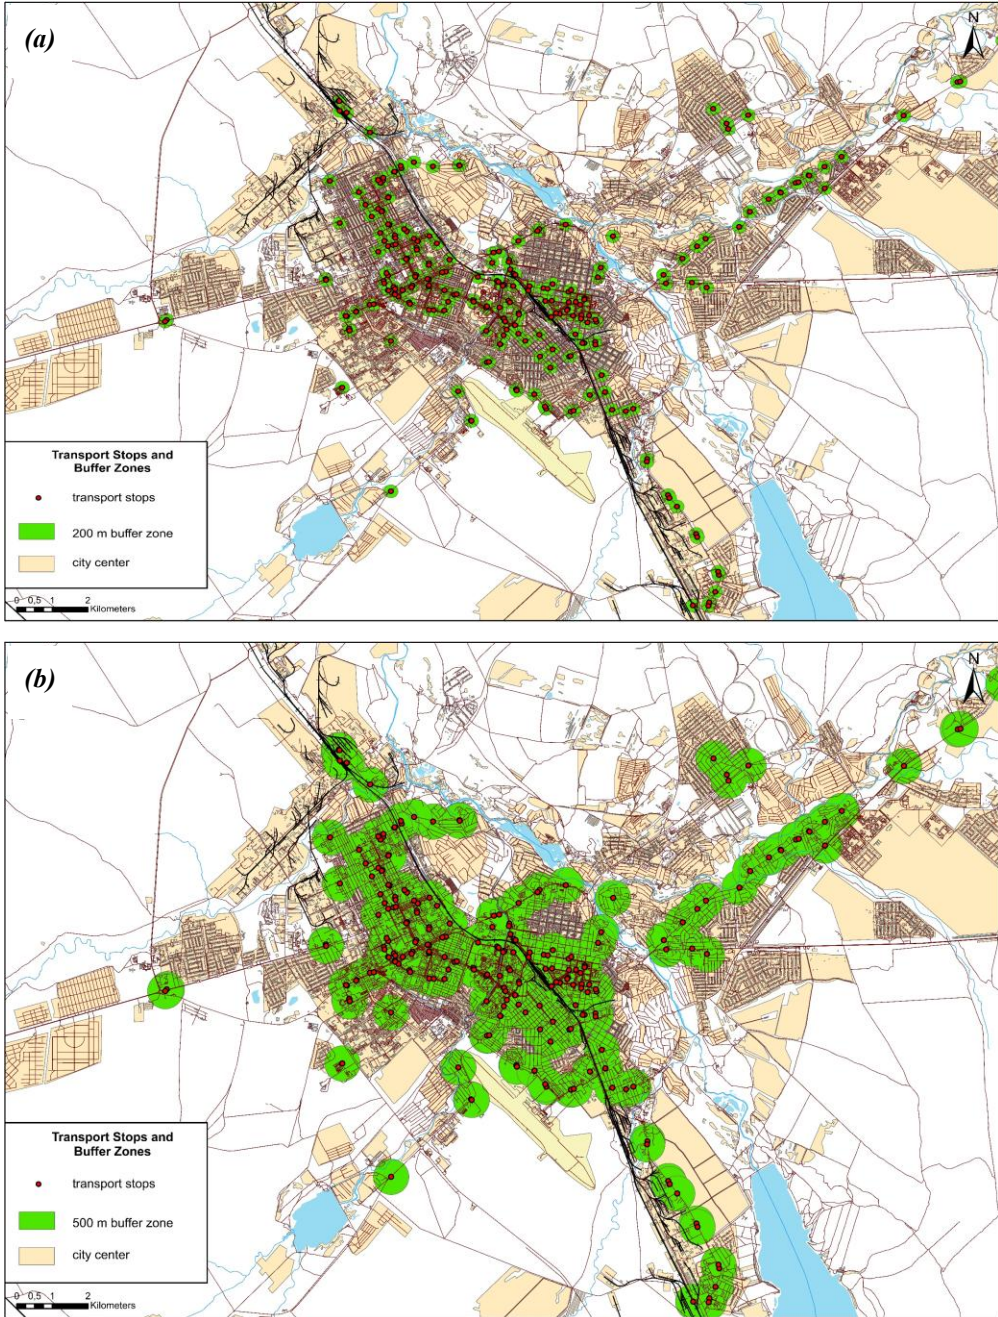 (a)
N
Transport Stops and
Buffer Zones
transport stops
200 m buffer zone
city center
0 0,5 1 2
Kilometers
(b)
N
Transport Stops and
Buffer Zones
transport stops
500 m buffer zone
city center
0 0,5 1 2
Kilometers